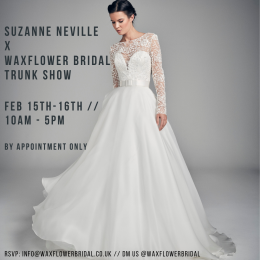 SUZANNE NEVILLE
X
WAXFLOWER BRIDAL
TRUNK SHOW
FEB 15TH-16TH //
10AM - 5PM
BY APPOINTMENT ONLY
RSVP: INFO@WAXFLOWERBRIDAL.CO.UK // DM US @WAXFLOWERBRIDAL